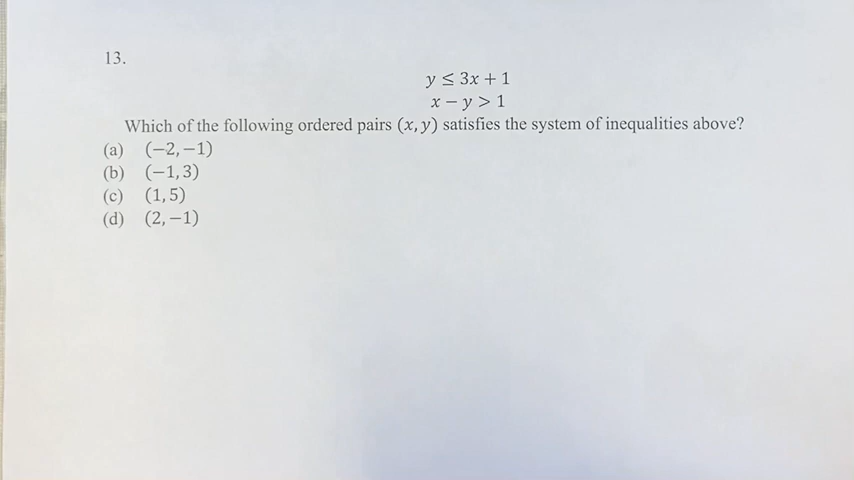 13.
y ≤ 3x + 1
x − y > 1
Which of the following ordered pairs (x, y) satisfies the system of inequalities above?
(a) (−2, −1)
(b) (−1, 3)
(c) (1, 5)
(d) (2, −1)